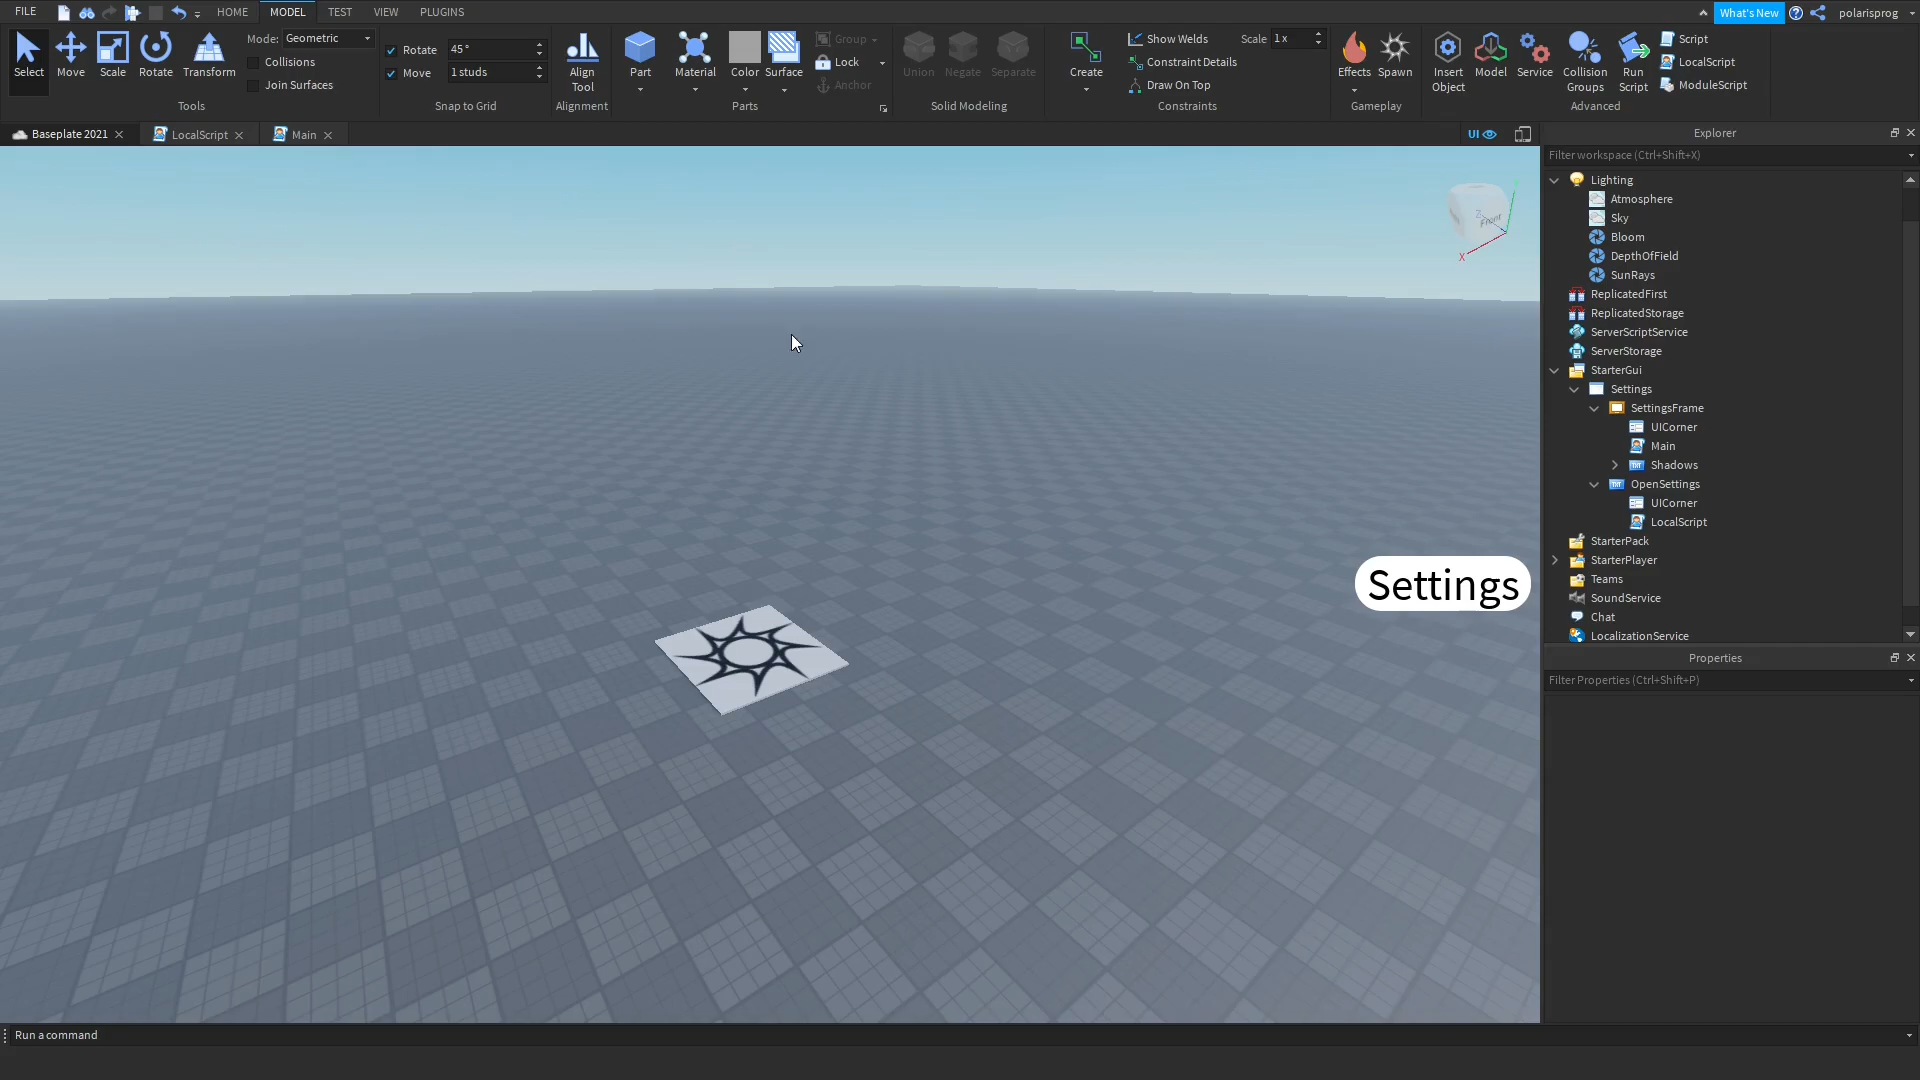 FILE HOME MODEL TEST VIEW PLUGINS What's New polarisprog
Select Move Scale Rotate Transform
Mode: Geometric
Collisions
Join Surfaces
Tools
Rotate 45°
Move 1 studs
Snap to Grid
Align Tool
Alignment
Part Material Color Surface
Group
Lock
Anchor
Parts
Union Negate Separate
Solid Modeling
Create
Show Welds Scale 1 x
Constraint Details
Draw On Top
Constraints
Effects Spawn
Gameplay
Insert Object Model Service Collision Groups Run Script
Script
LocalScript
ModuleScript
Advanced
Baseplate 2021 LocalScript Main UI
Z Front
X
Settings
Explorer
Filter workspace (Ctrl+Shift+X)
Lighting
Atmosphere
Sky
Bloom
DepthOfField
SunRays
ReplicatedFirst
ReplicatedStorage
ServerScriptService
ServerStorage
StarterGui
Settings
SettingsFrame
UICorner
Main
TXT Shadows
TXT OpenSettings
UICorner
LocalScript
StarterPack
StarterPlayer
Teams
SoundService
Chat
LocalizationService
Properties
Filter Properties (Ctrl+Shift+P)
Run a command